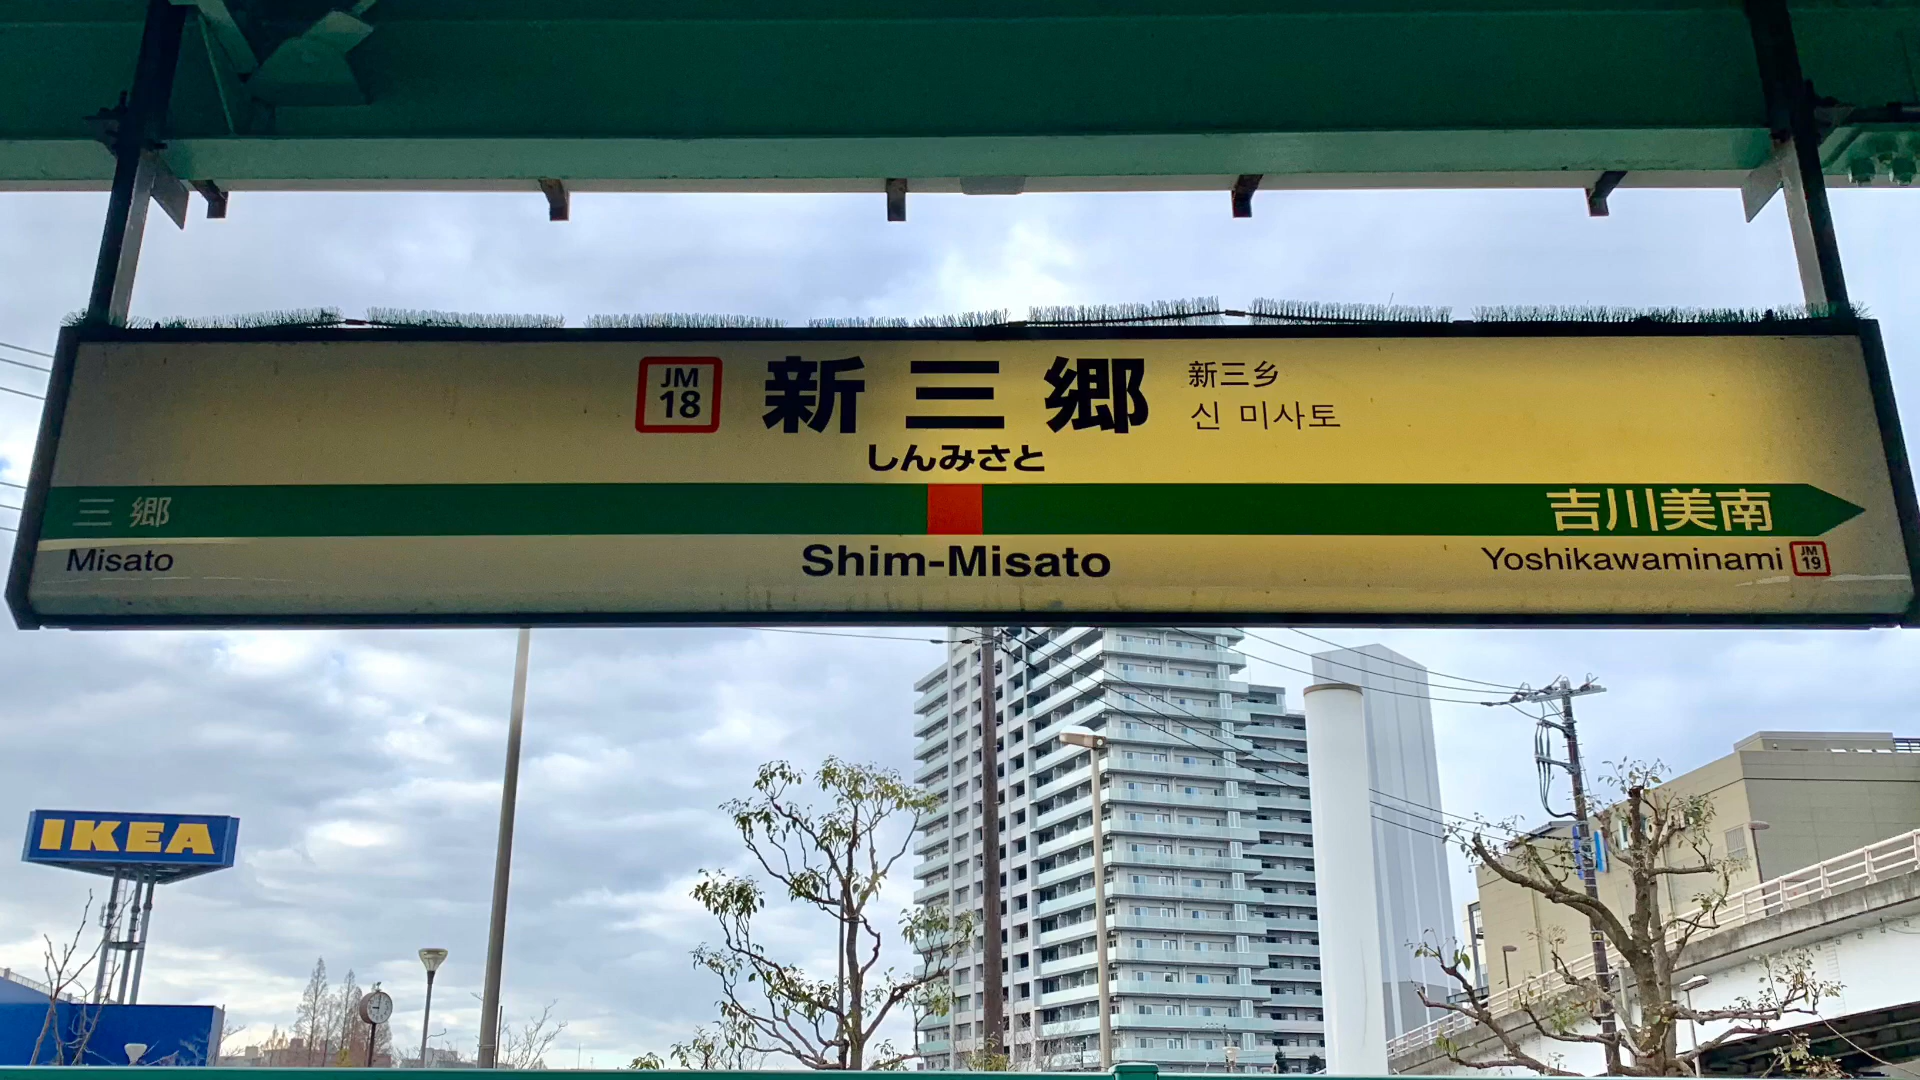 JM
18
新三郷
しんみさと
新三乡
신 미사토
三郷
吉川美南
Misato
Shim-Misato
Yoshikawaminami
JM
19
IKEA